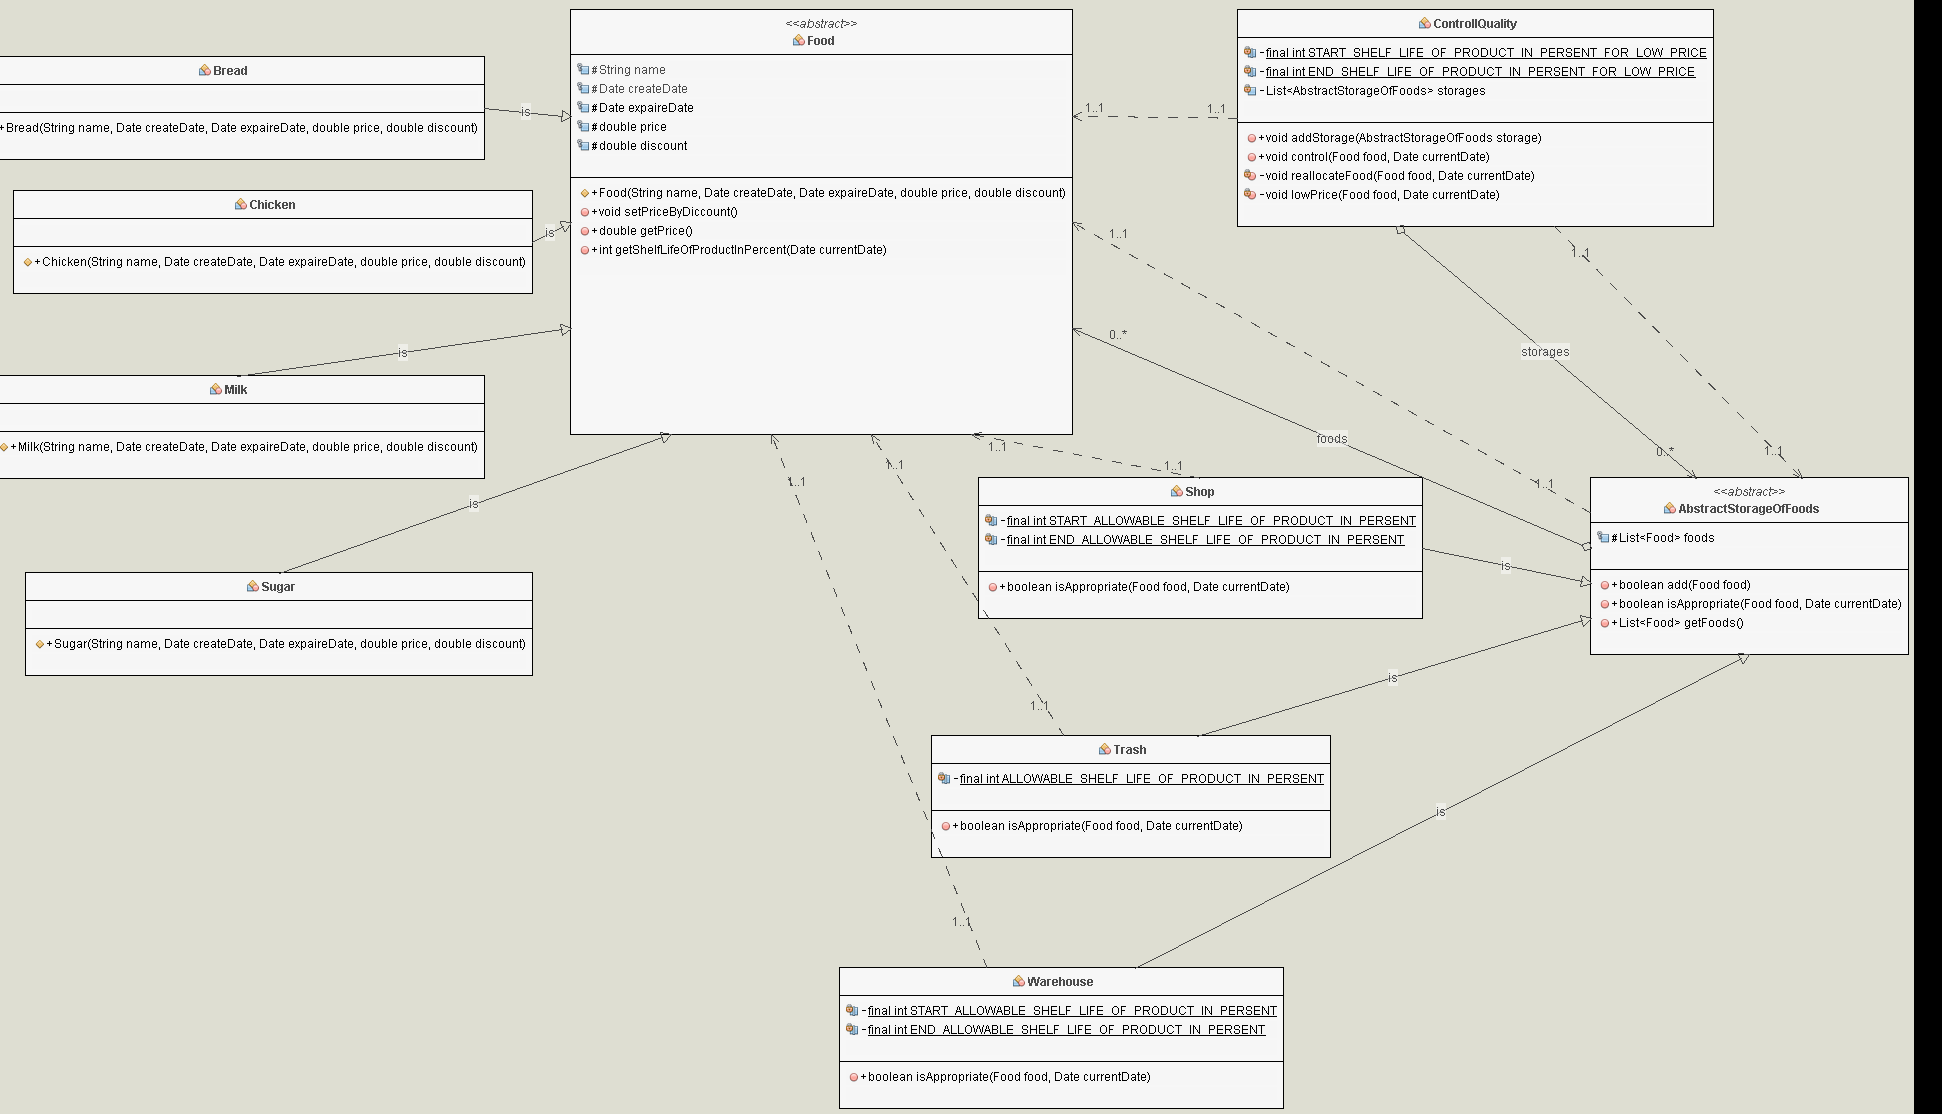 <<abstract>>
Food
#String name
#Date createDate
#Date expaireDate
#double price
#double discount
+Food(String name, Date createDate, Date expaireDate, double price, double discount)
+void setPriceByDiccount()
+double getPrice()
+int getShelfLifeOfProductInPercent(Date currentDate)
ControllQuality
-final int START_SHELF_LIFE_OF_PRODUCT_IN_PERSENT_FOR_LOW_PRICE
-final int END_SHELF_LIFE_OF_PRODUCT_IN_PERSENT_FOR_LOW_PRICE
-List<AbstractStorageOfFoods> storages
+void addStorage(AbstractStorageOfFoods storage)
+void control(Food food, Date currentDate)
-void reallocateFood(Food food, Date currentDate)
-void lowPrice(Food food, Date currentDate)
Bread
+Bread(String name, Date createDate, Date expaireDate, double price, double discount)
is
1..1
1..1
Chicken
+Chicken(String name, Date createDate, Date expaireDate, double price, double discount)
is
1..1
1..1
0..*
storages
is
Milk
+Milk(String name, Date createDate, Date expaireDate, double price, double discount)
foods
1..1
1..1
1..1
0..*
1..1
1..1
1..1
is
Shop
-final int START_ALLOWABLE_SHELF_LIFE_OF_PRODUCT_IN_PERSENT
-final int END_ALLOWABLE_SHELF_LIFE_OF_PRODUCT_IN_PERSENT
+boolean isAppropriate(Food food, Date currentDate)
is
<<abstract>>
AbstractStorageOfFoods
#List<Food> foods
+boolean add(Food food)
+boolean isAppropriate(Food food, Date currentDate)
+List<Food> getFoods()
Sugar
+Sugar(String name, Date createDate, Date expaireDate, double price, double discount)
is
1..1
Trash
-final int ALLOWABLE_SHELF_LIFE_OF_PRODUCT_IN_PERSENT
+boolean isAppropriate(Food food, Date currentDate)
is
1..1
Warehouse
-final int START_ALLOWABLE_SHELF_LIFE_OF_PRODUCT_IN_PERSENT
-final int END_ALLOWABLE_SHELF_LIFE_OF_PRODUCT_IN_PERSENT
+boolean isAppropriate(Food food, Date currentDate)